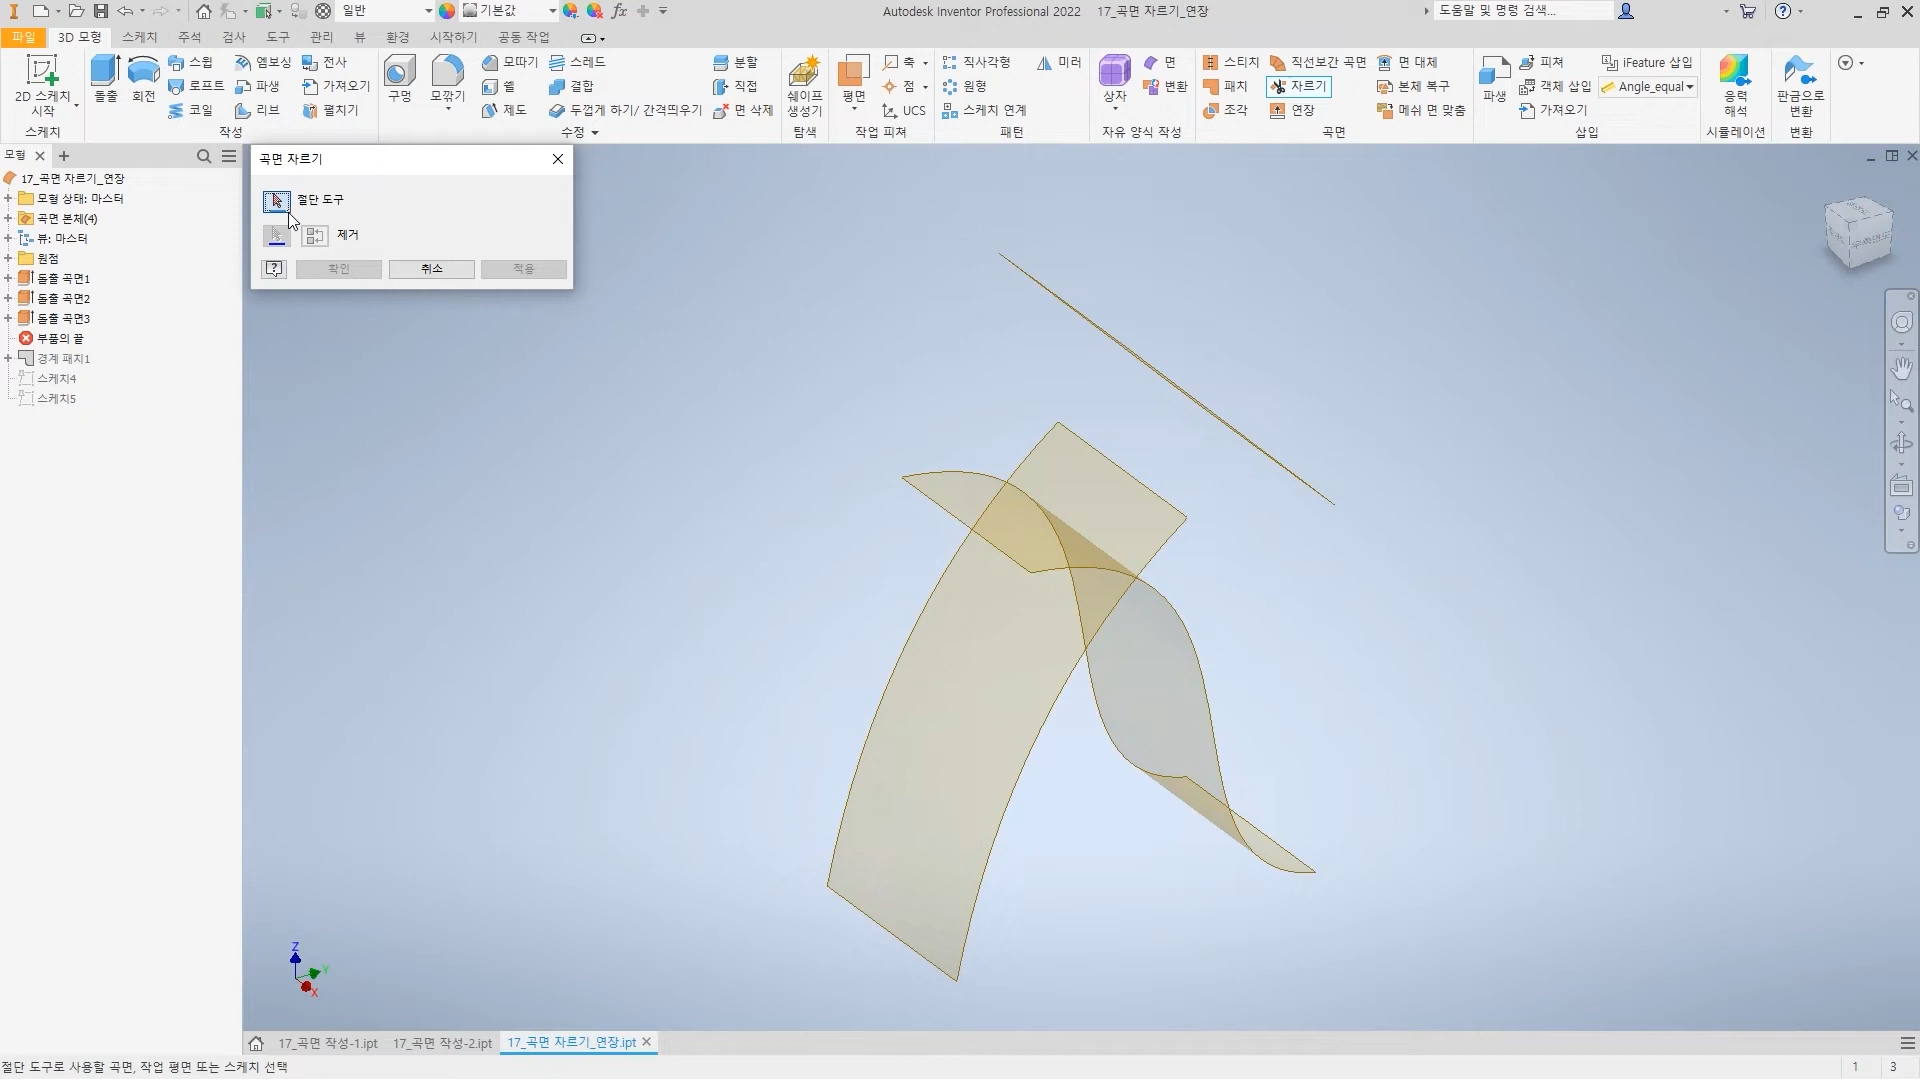 일반
기본값
Autodesk Inventor Professional 2022 17_곡면 자르기_연장
도움말 및 명령 검색...
파일 3D 모형 스케치 주석 검사 도구 관리 뷰 환경 시작하기 공동 작업
2D 스케치
시작
스케치
돌출
회전
스윕
로프트
코일
엠보싱
파생
리브
전사
가져오기
펼치기
작성
구멍
모깎기
모따기
쉘
제도
스레드
결합
두껍게 하기/ 간격띄우기
분할
직접
면 삭제
수정
쉐이프
생성기
탐색
평면
축
점
UCS
작업 피쳐
직사각형
원형
스케치 연계
미러
패턴
상자
면
변환
자유 양식 작성
스티치
패치
조각
직선보간 곡면
자르기
연장
면 대체
본체 복구
메쉬 면 맞춤
곡면
파생
피쳐
객체 삽입
가져오기
iFeature 삽입
Angle_equal
삽입
응력
해석
시뮬레이션
판금으로
변환
변환
모형
17_곡면 자르기_연장
모형 상태: 마스터
곡면 본체(4)
뷰: 마스터
원점
돌출 곡면1
돌출 곡면2
돌출 곡면3
부품의 끝
경계 패치1
스케치4
스케치5
곡면 자르기
절단 도구
제거
확인 취소 적용
Z
Y
X
17_곡면 작성-1.ipt 17_곡면 작성-2.ipt 17_곡면 자르기_연장.ipt
절단 도구로 사용할 곡면, 작업 평면 또는 스케치 선택
1 3